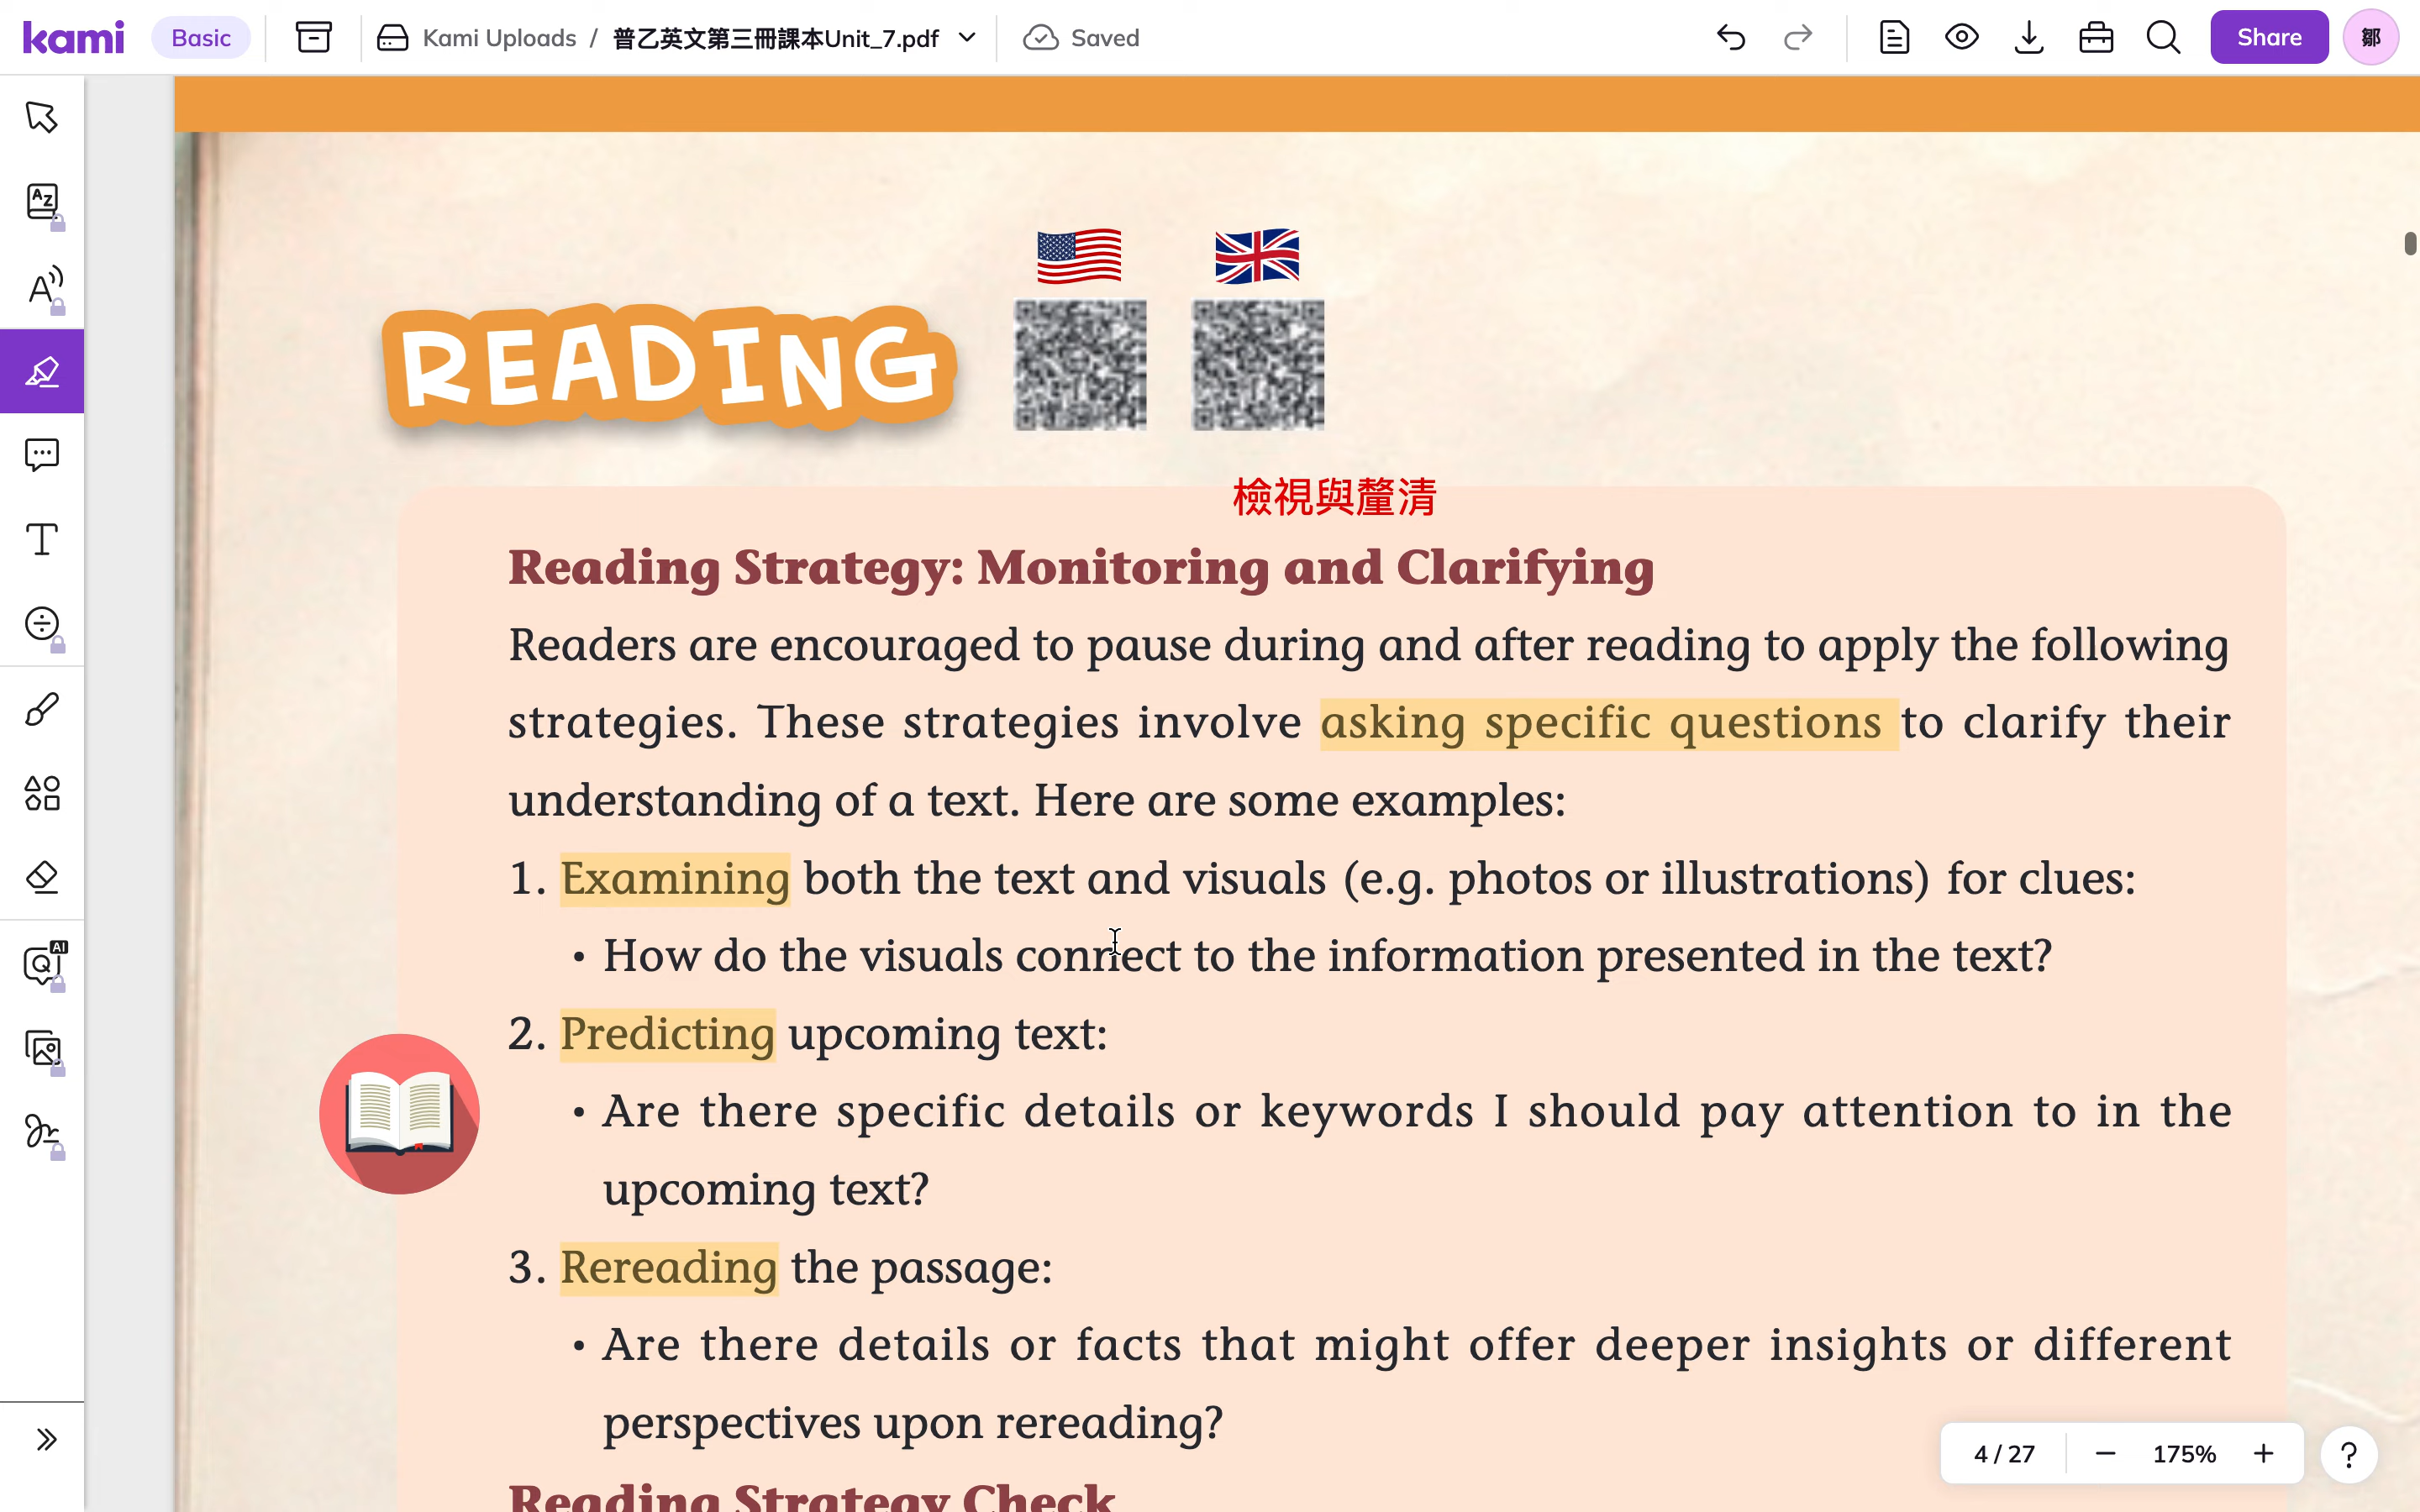 kami Basic Kami Uploads / 普乙英文第三冊課本Unit_7.pdf Saved Share 鄒
READING
檢視與釐清
Reading Strategy: Monitoring and Clarifying
Readers are encouraged to pause during and after reading to apply the following
strategies. These strategies involve asking specific questions to clarify their
understanding of a text. Here are some examples:
1. Examining both the text and visuals (e.g. photos or illustrations) for clues:
• How do the visuals connect to the information presented in the text?
2. Predicting upcoming text:
• Are there specific details or keywords I should pay attention to in the
upcoming text?
3. Rereading the passage:
• Are there details or facts that might offer deeper insights or different
perspectives upon rereading?
Reading Strategy Check
AI
4 / 27 − 175% + ?